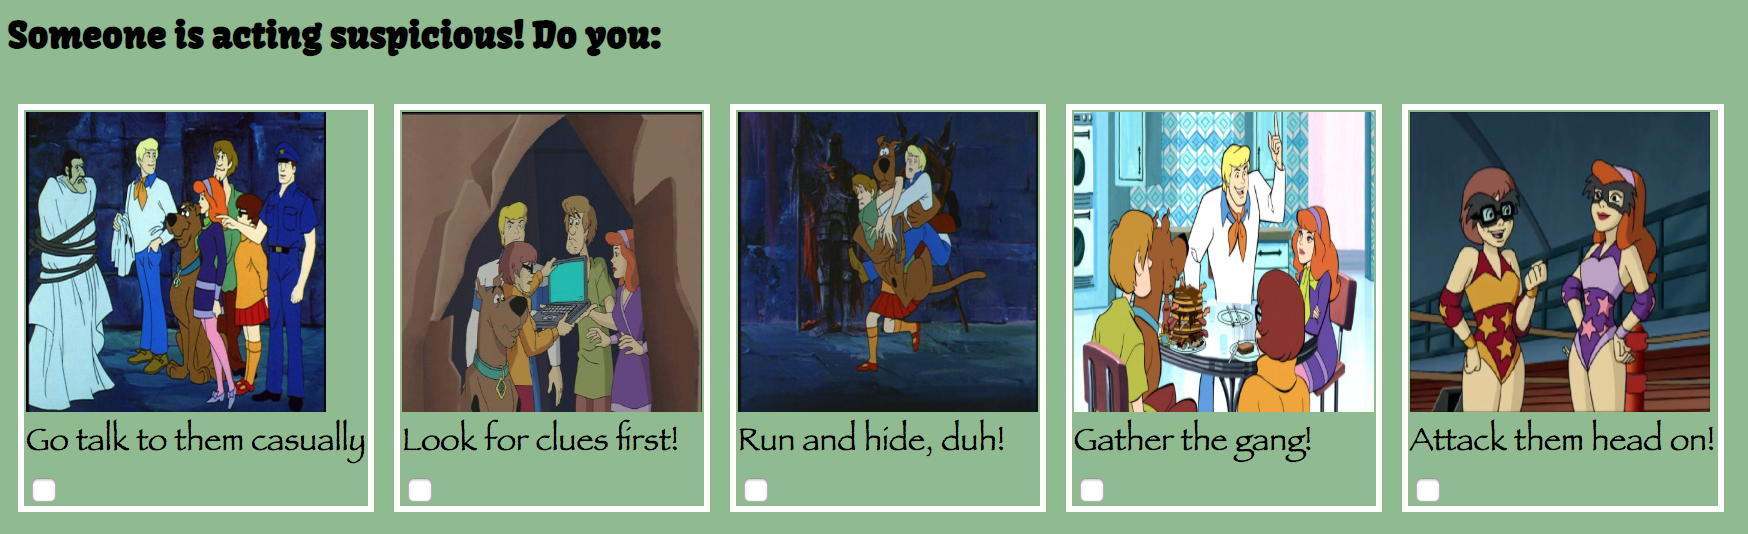 Someone is acting suspicious! Do you:
Go talk to them casually
Look for clues first!
Run and hide, duh!
Gather the gang!
Attack them head on!